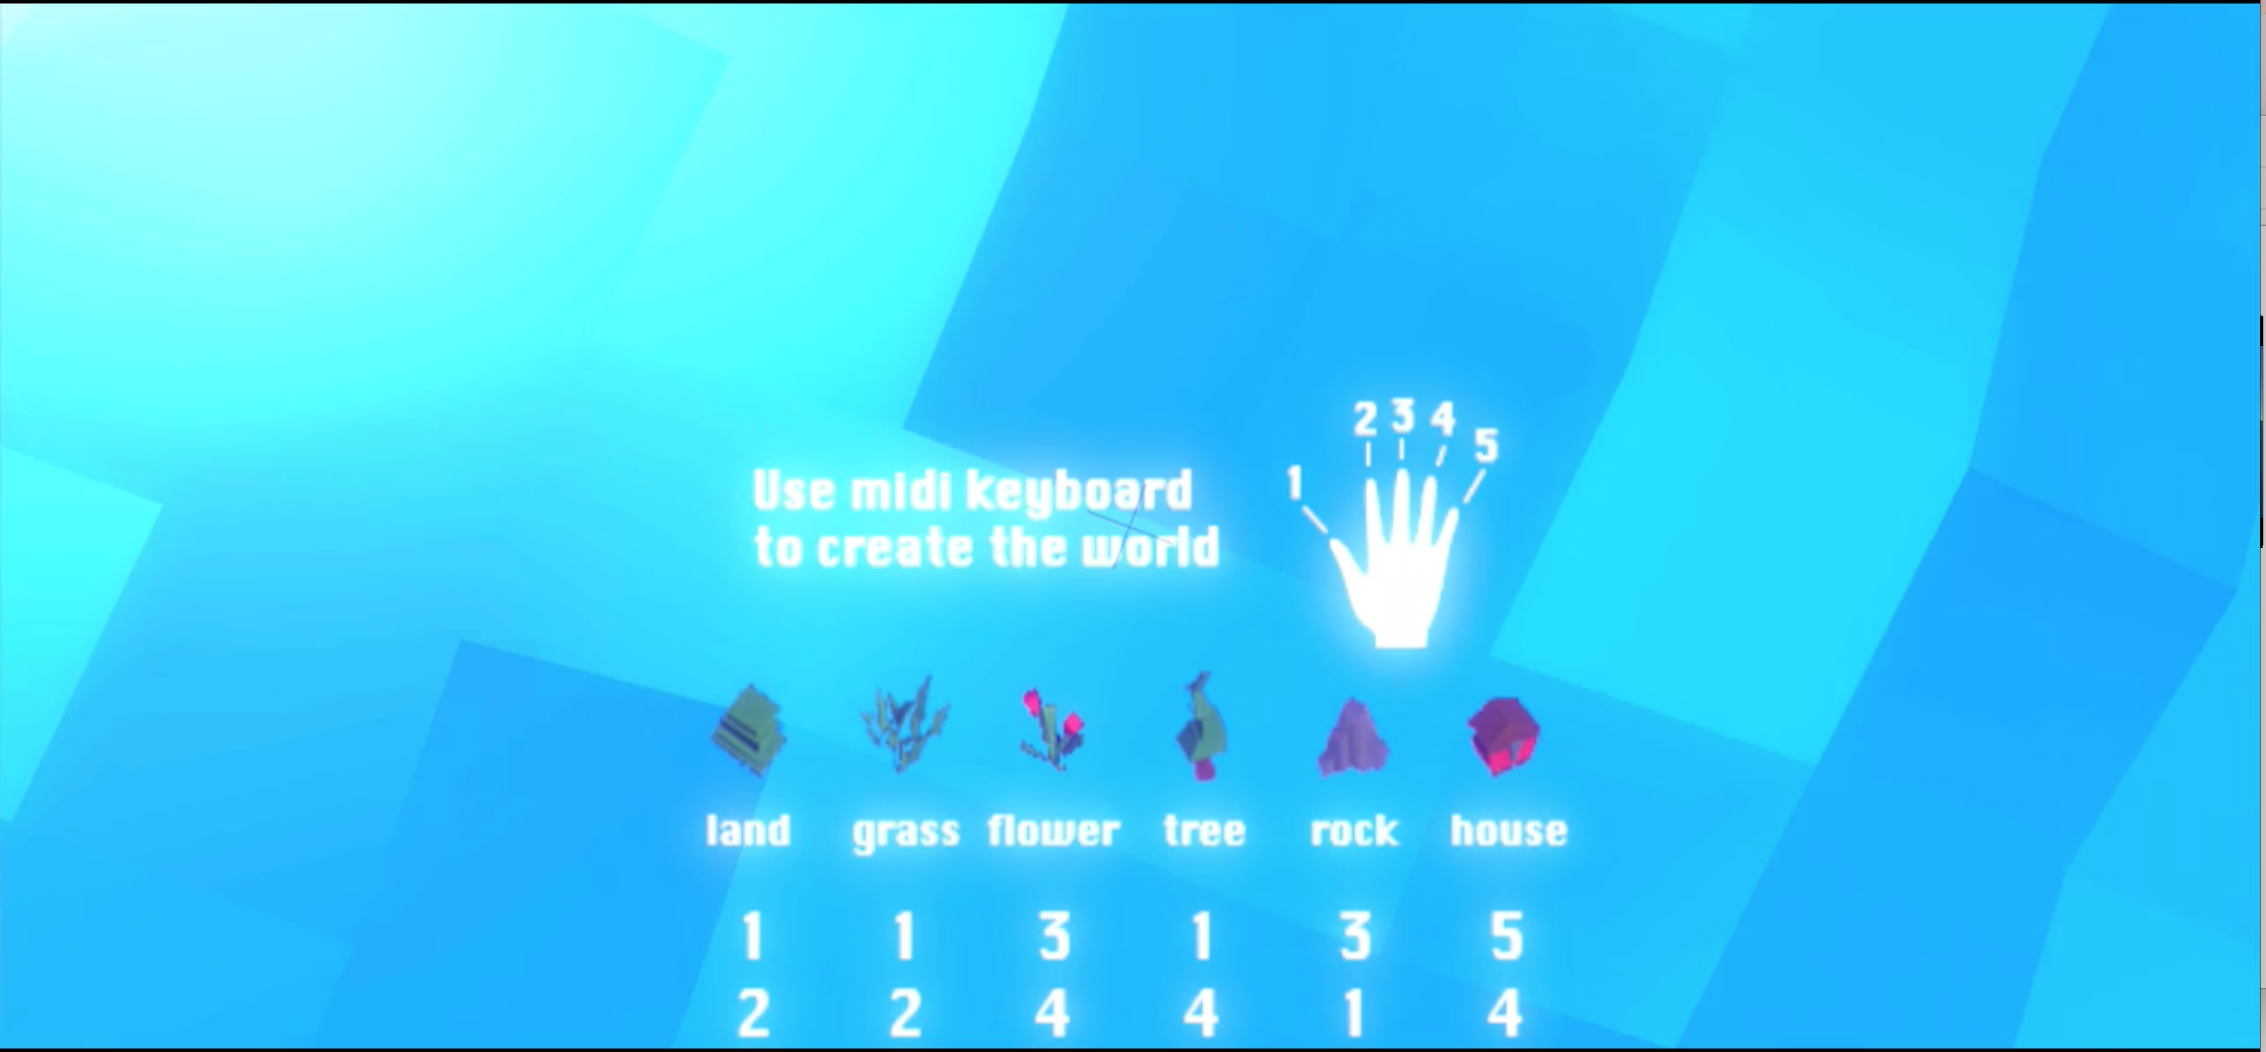 2 3 4
5
1
Use midi keyboard
to create the world
land grass flower tree rock house
1 1 3 1 3 5
2 2 4 4 1 4